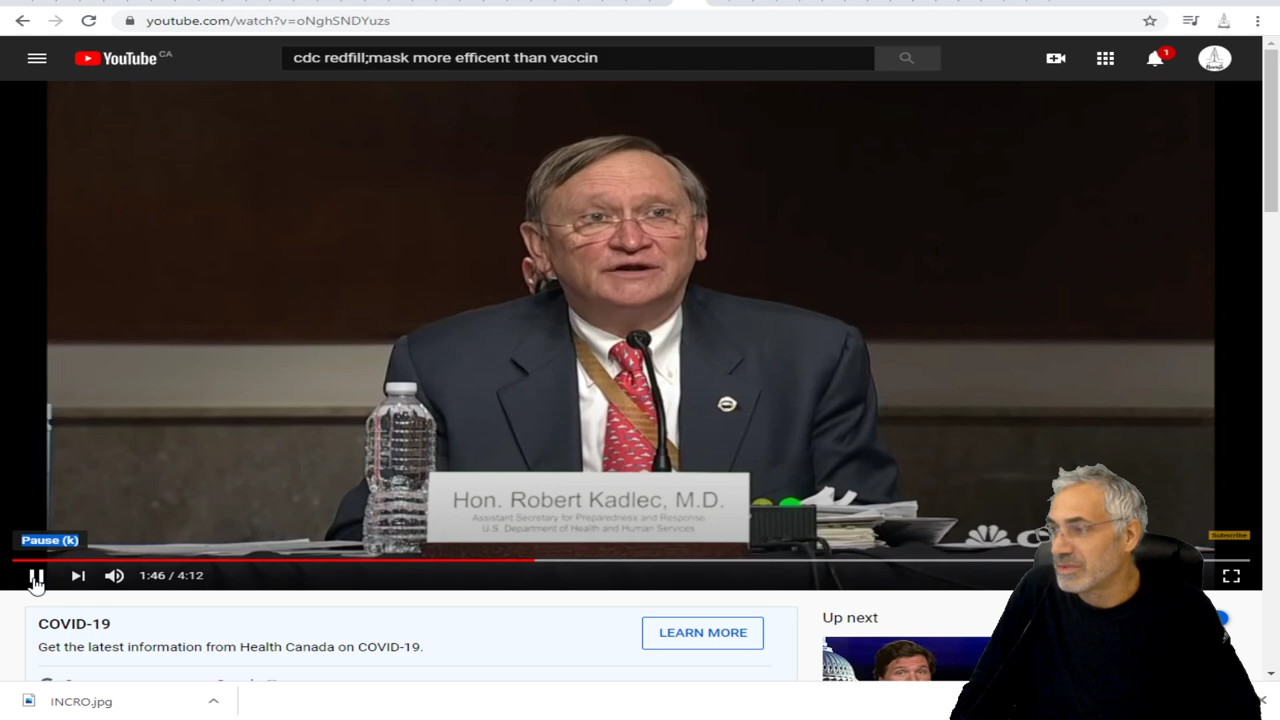 youtube.com/watch?v=oNghSNDYuzs
YouTube CA
cdc redfill;mask more efficent than vaccin
1
Hon. Robert Kadlec, M.D.
Assistant Secretary for Preparedness and Response
U.S. Department of Health and Human Services
Subscribe
Pause (k)
1:46 / 4:12
COVID-19
Get the latest information from Health Canada on COVID-19.
LEARN MORE
Up next
INCRO.jpg